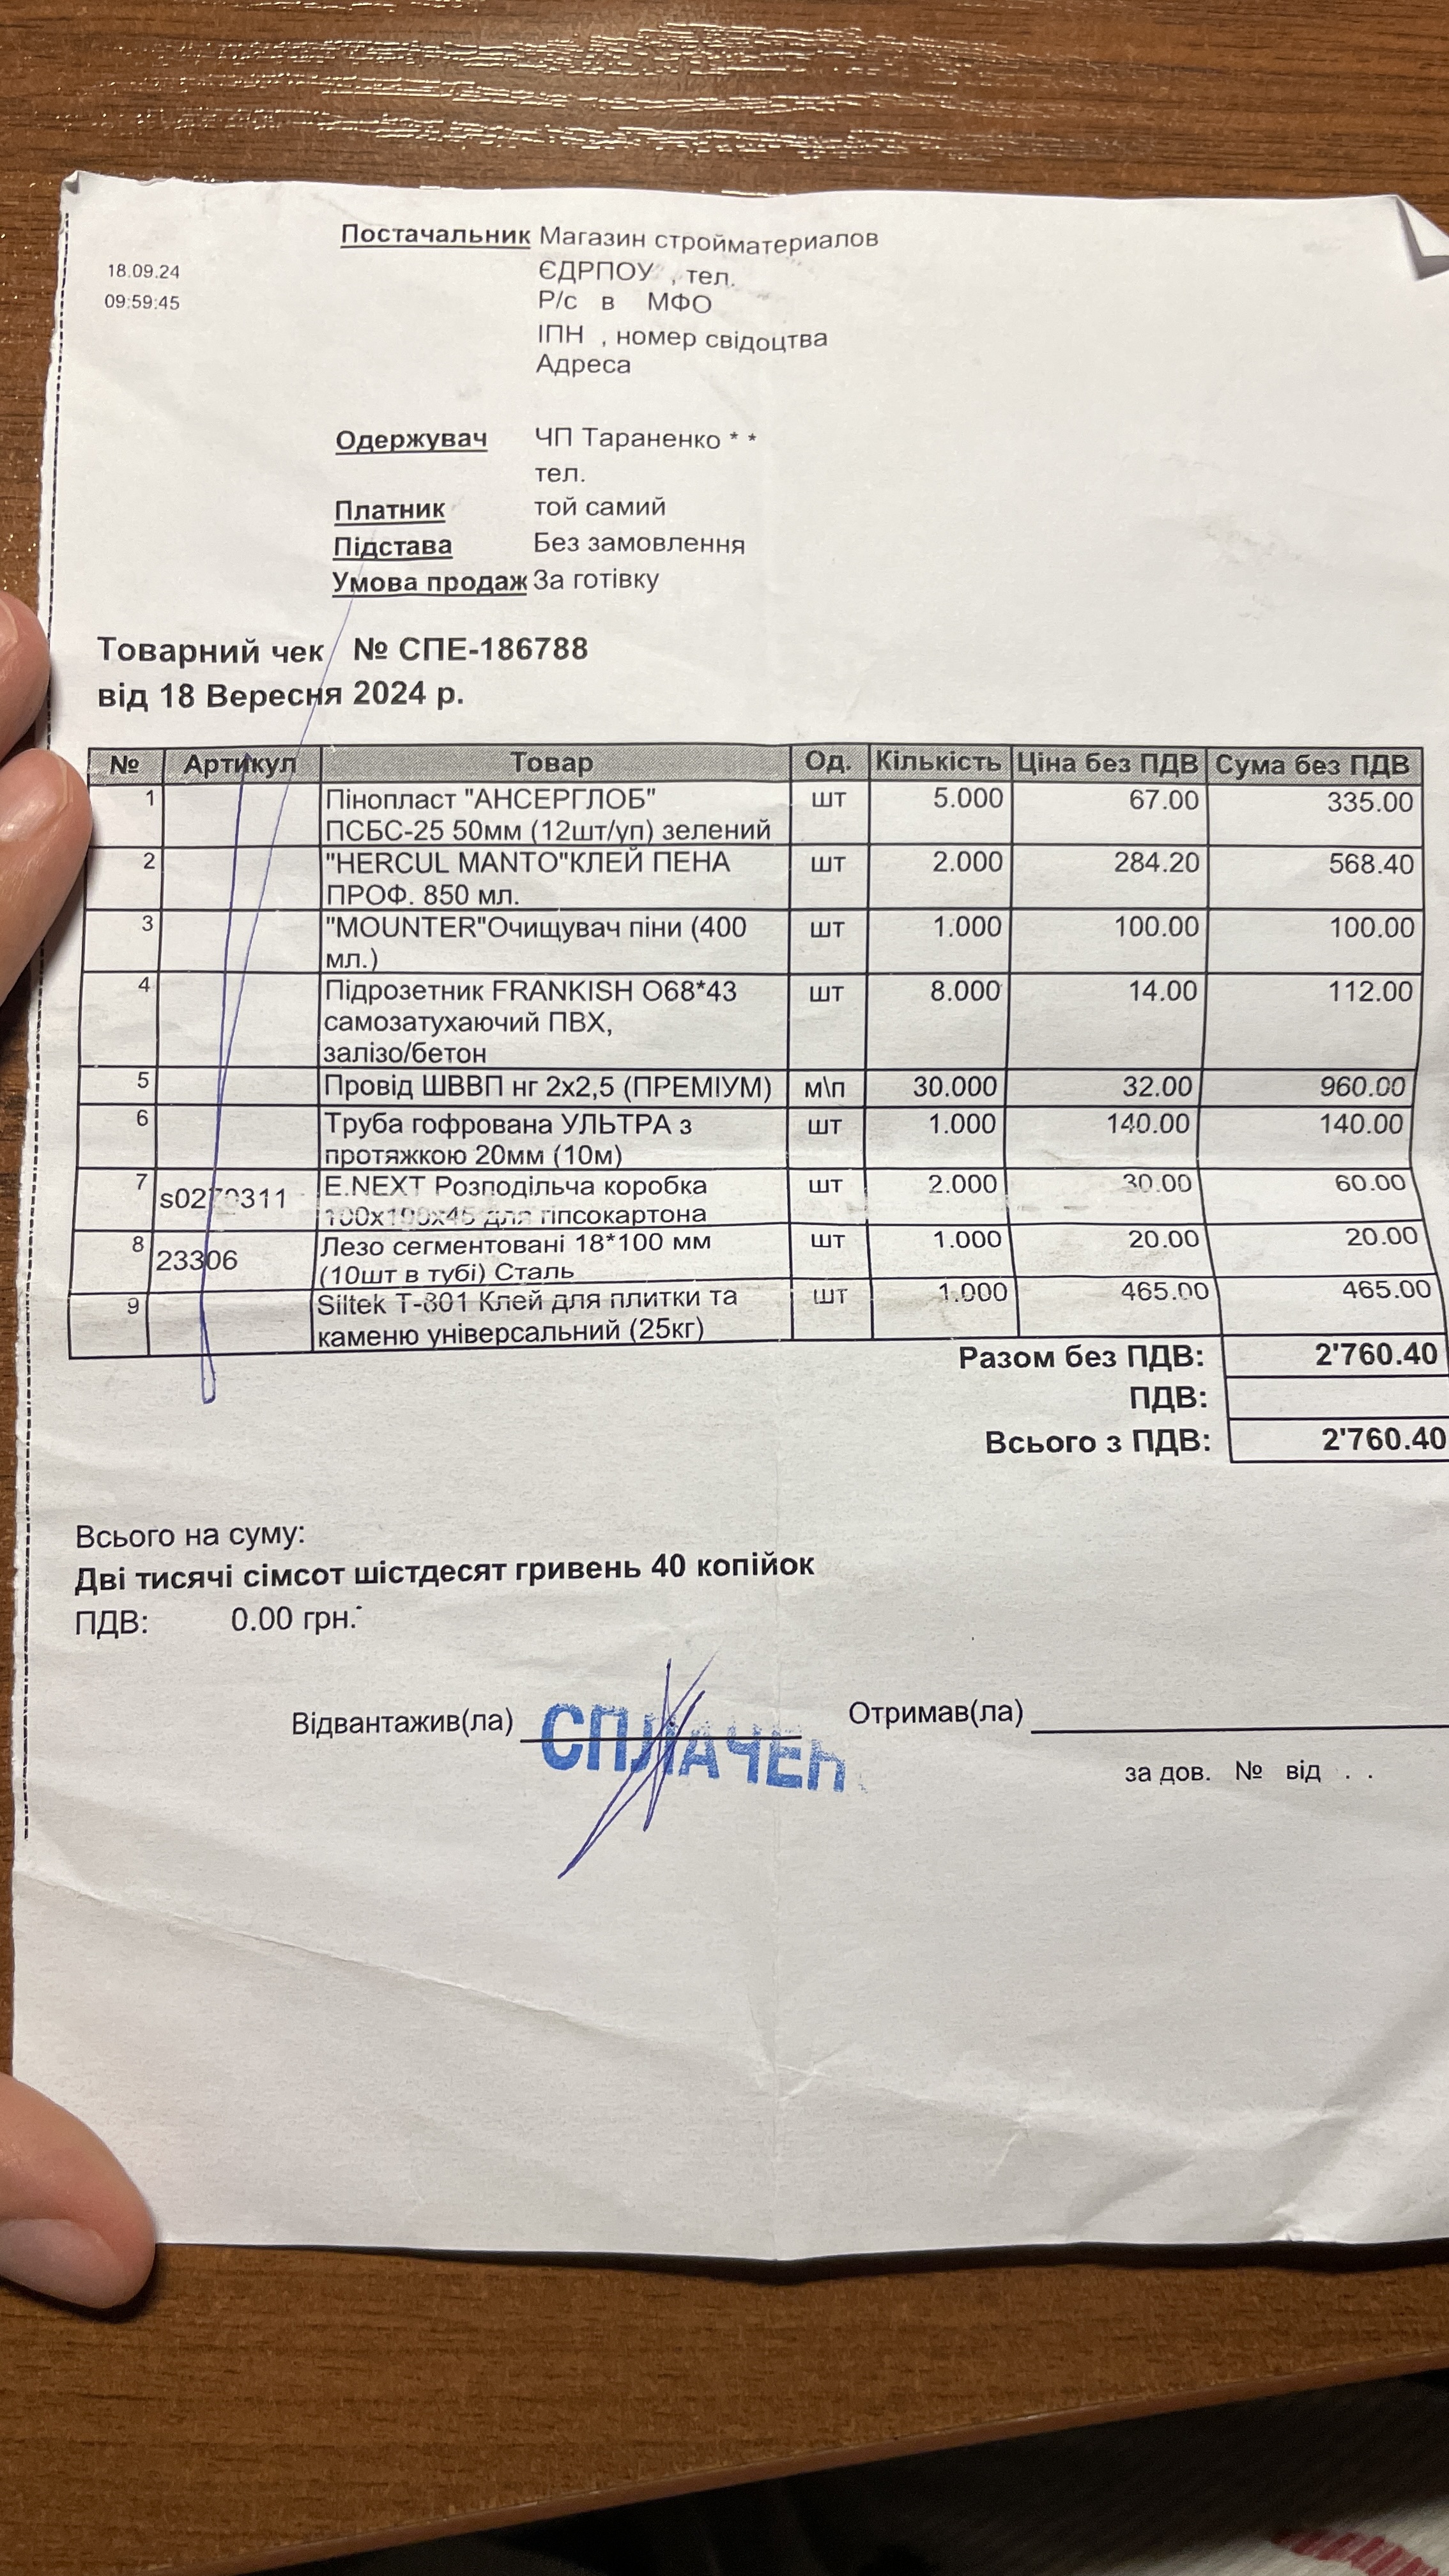 Постачальник Магазин стройматериалов
18.09.24 ЄДРПОУ , тел.
09:59:45 Р/с в МФО
ІПН , номер свідоцтва
Адреса
Одержувач ЧП Тараненко * *
тел.
Платник той самий
Підстава Без замовлення
Умова продаж За готівку
Товарний чек № СПЕ-186788
від 18 Вересня 2024 р.
№ Артикул Товар Од. Кількість Ціна без ПДВ Сума без ПДВ
1 Пінопласт "АНСЕРГЛОБ" шт 5.000 67.00 335.00
ПСБС-25 50мм (12шт/уп) зелений
2 "HERCUL MANTO"КЛЕЙ ПЕНА шт 2.000 284.20 568.40
ПРОФ. 850 мл.
3 "MOUNTER"Очищувач піни (400 шт 1.000 100.00 100.00
мл.)
4 Підрозетник FRANKISH О68*43 шт 8.000 14.00 112.00
самозатухаючий ПВХ,
залізо/бетон
5 Провід ШВВП нг 2х2,5 (ПРЕМІУМ) м\п 30.000 32.00 960.00
6 Труба гофрована УЛЬТРА з шт 1.000 140.00 140.00
протяжкою 20мм (10м)
7 s0270311 E.NEXT Розподільча коробка шт 2.000 30.00 60.00
100х100х45 для гіпсокартона
8 23306 Лезо сегментовані 18*100 мм шт 1.000 20.00 20.00
(10шт в тубі) Сталь
9 Siltek Т-801 Клей для плитки та шт 1.000 465.00 465.00
каменю універсальний (25кг)
Разом без ПДВ: 2'760.40
ПДВ:
Всього з ПДВ: 2'760.40
Всього на суму:
Дві тисячі сімсот шістдесят гривень 40 копійок
ПДВ: 0.00 грн.
Відвантажив(ла) СПЛАЧЕН Отримав(ла)
за дов. № від . .